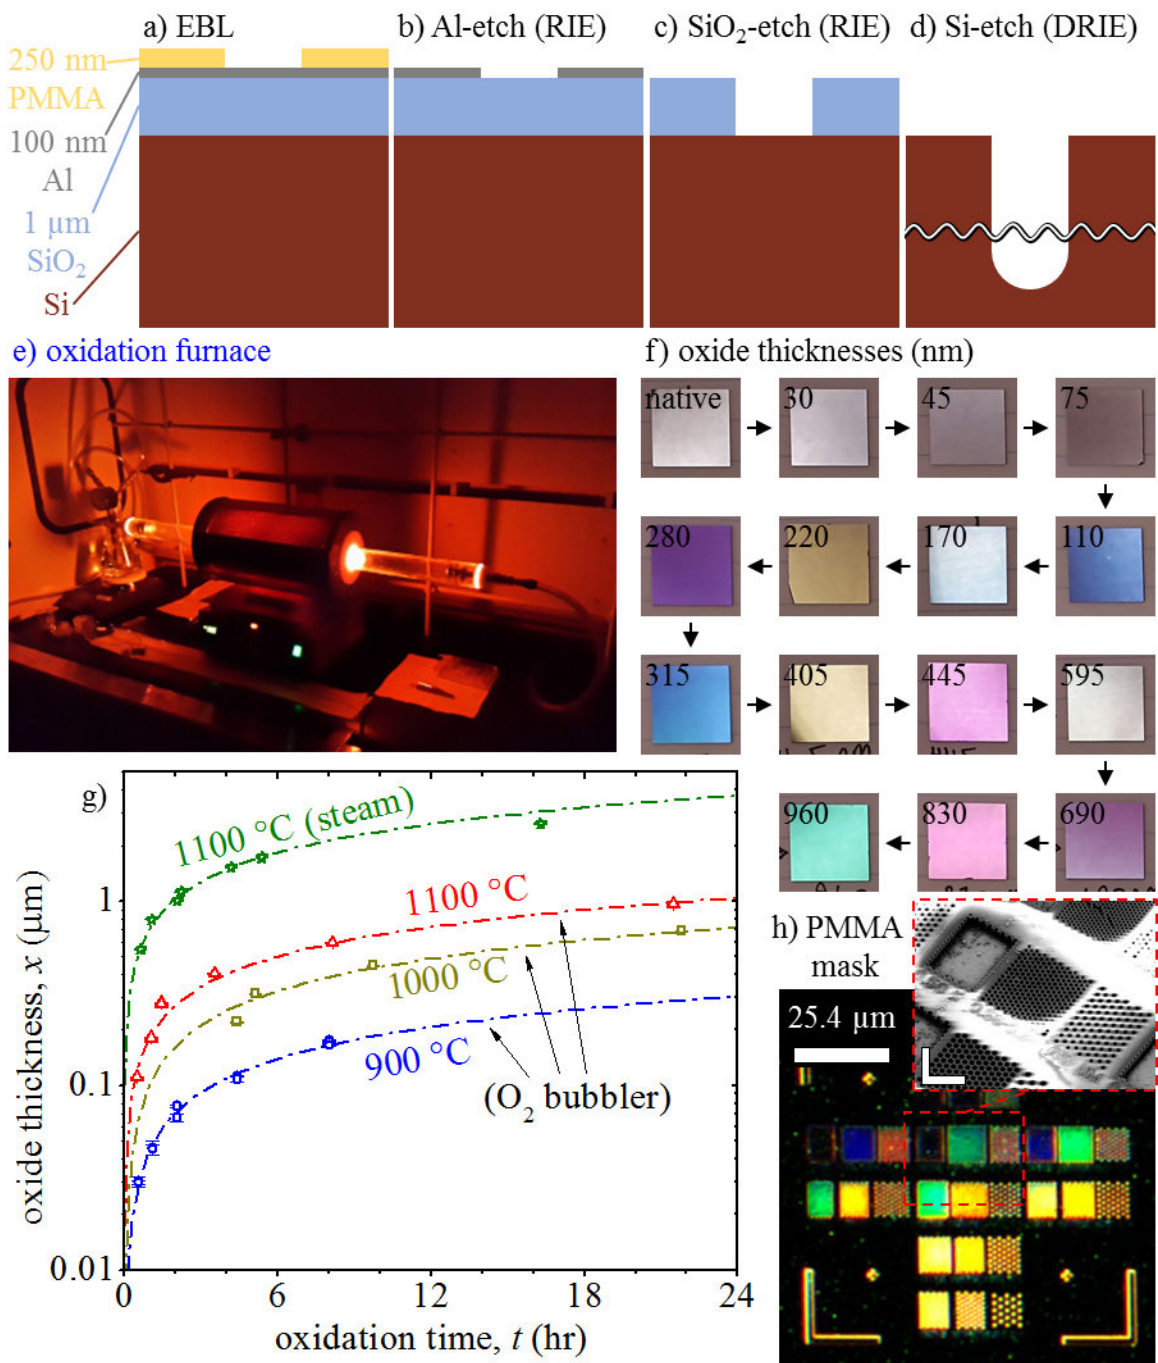 a) EBL
b) Al-etch (RIE)
c) SiO₂-etch (RIE)
d) Si-etch (DRIE)
250 nm
PMMA
100 nm
Al
1 µm
SiO₂
Si
e) oxidation furnace
f) oxide thicknesses (nm)
native
30
45
75
280
220
170
110
315
405
445
595
960
830
690
g)
1100 °C (steam)
1100 °C
1000 °C
900 °C
(O₂ bubbler)
1
0.1
0.01
0
6
12
18
24
oxide thickness, x (µm)
oxidation time, t (hr)
h) PMMA
mask
25.4 µm